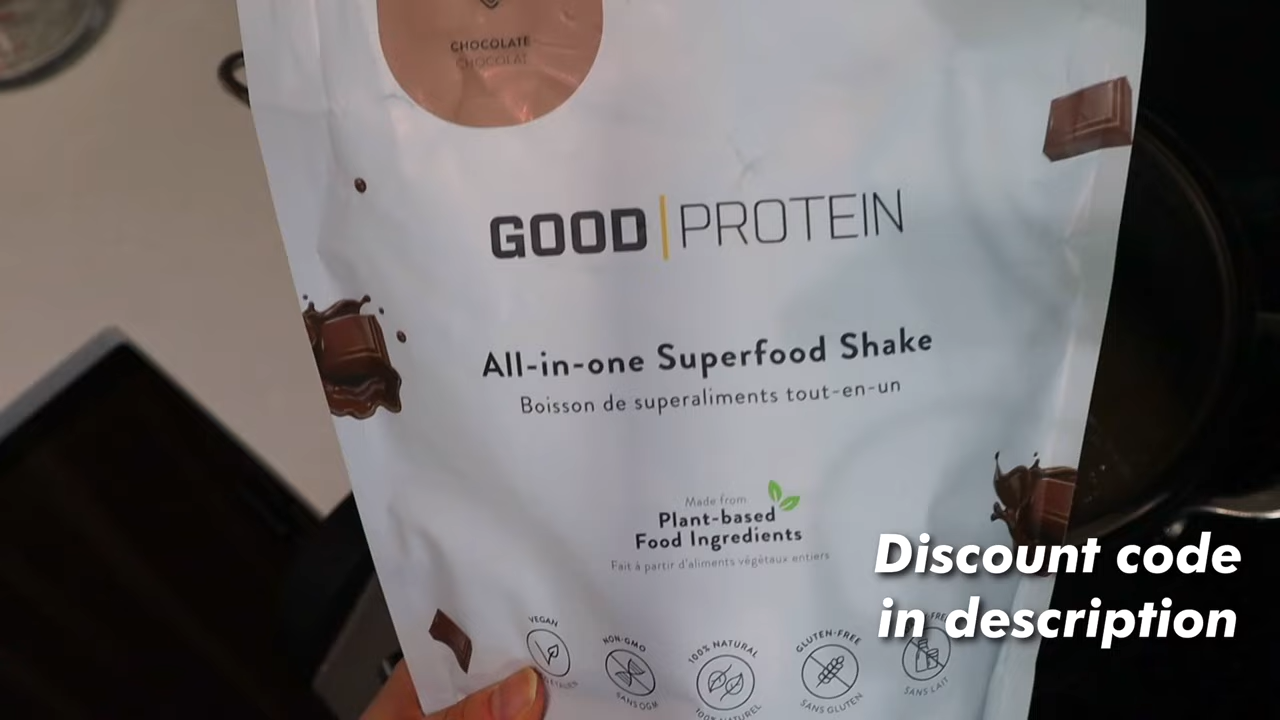 CHOCOLATE
CHOCOLAT
GOOD | PROTEIN
All-in-one Superfood Shake
Boisson de superaliments tout-en-un
Made from
Plant-based
Food Ingredients
Fait à partir d'aliments végétaux entiers
Discount code
in description
VEGAN
NON-GMO
SANS OGM
100% NATURAL
100% NATUREL
GLUTEN-FREE
SANS GLUTEN
SANS LAIT